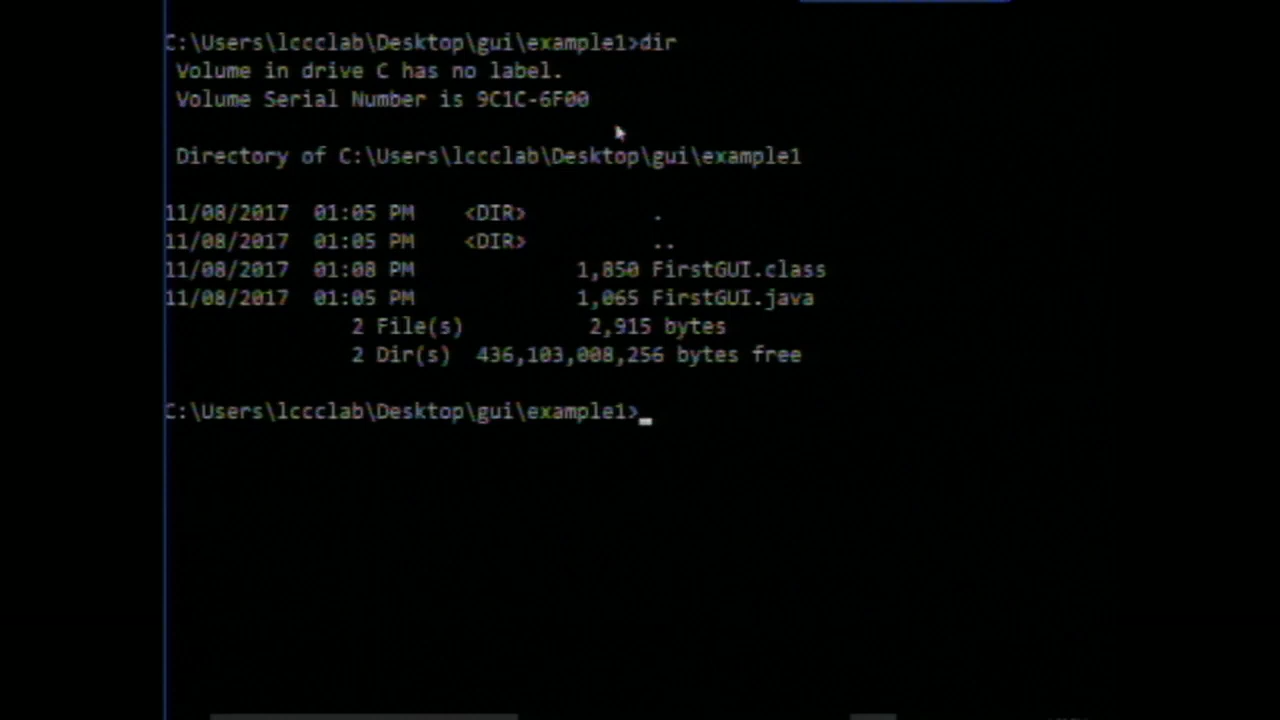 C:\Users\lccclab\Desktop\gui\example1>dir
Volume in drive C has no label.
Volume Serial Number is 9C1C-6F00
Directory of C:\Users\lccclab\Desktop\gui\example1
11/08/2017 01:05 PM <DIR> .
11/08/2017 01:05 PM <DIR> ..
11/08/2017 01:08 PM 1,850 FirstGUI.class
11/08/2017 01:05 PM 1,065 FirstGUI.java
2 File(s) 2,915 bytes
2 Dir(s) 436,103,008,256 bytes free
C:\Users\lccclab\Desktop\gui\example1>